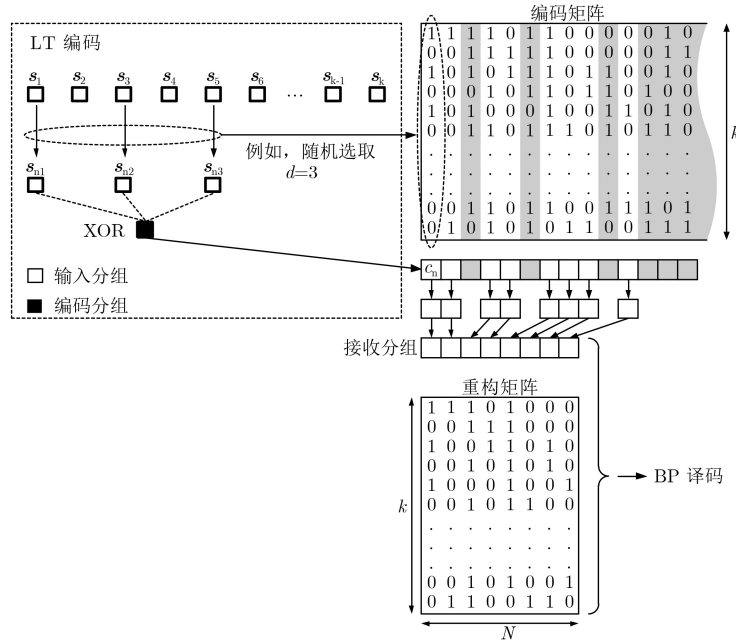 LT 编码
s₁ s₂ s₃ s₄ s₅ s₆ … sₖ₋₁ sₖ
例如，随机选取
d=3
sₙ₁ sₙ₂ sₙ₃
XOR
输入分组
编码分组
编码矩阵
1 1 1 1 0 1 1 0 0 0 0 0 1 0
0 0 1 1 1 1 1 0 0 0 0 0 1 1
1 0 1 0 1 1 1 1 0 1 1 0 0 0
0 0 0 1 0 1 1 0 1 1 0 1 0 1
1 0 1 0 0 0 1 0 0 1 1 0 1 0
0 0 1 1 0 1 1 1 0 1 0 1 1 0
. . . . . . . . . . . . . .
. . . . . . . . . . . . . .
. . . . . . . . . . . . . .
0 0 1 1 0 1 1 0 0 1 1 1 0 1
0 1 0 1 0 1 0 1 1 0 0 1 1 1
cₙ
接收分组
重构矩阵
1 1 1 0 1 0 0 0
0 0 1 1 1 0 0 0
1 0 0 1 1 0 1 0
0 0 1 0 1 0 1 0
1 0 0 0 1 0 0 1
0 0 1 0 1 1 0 0
. . . . . . . .
. . . . . . . .
. . . . . . . .
0 0 1 0 1 0 0 1
0 1 1 0 0 1 1 0
k
N
BP 译码